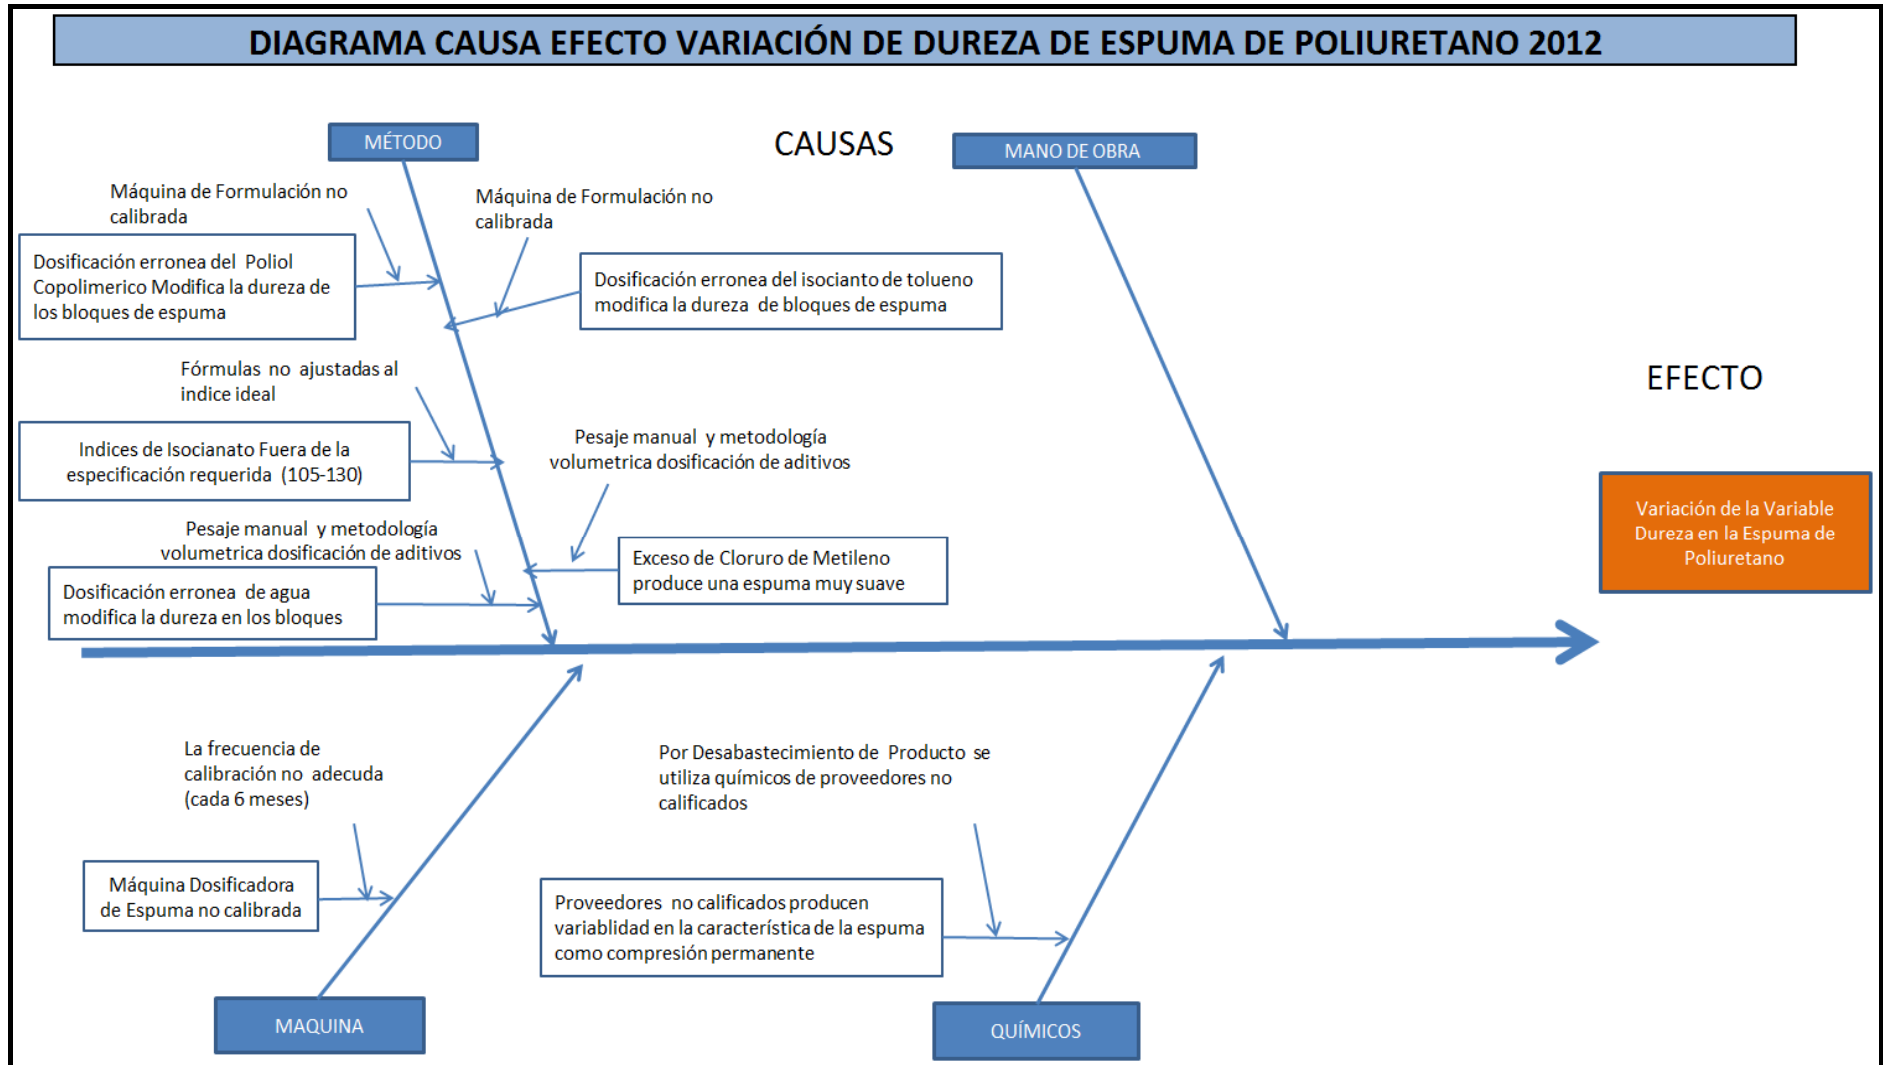 DIAGRAMA CAUSA EFECTO VARIACIÓN DE DUREZA DE ESPUMA DE POLIURETANO 2012
MÉTODO
CAUSAS
MANO DE OBRA
Máquina de Formulación no
calibrada
Máquina de Formulación no
calibrada
Dosificación erronea del Poliol
Copolimerico Modifica la dureza de
los bloques de espuma
Dosificación erronea del isocianto de tolueno
modifica la dureza de bloques de espuma
Fórmulas no ajustadas al
indice ideal
EFECTO
Indices de Isocianato Fuera de la
especificación requerida (105-130)
Pesaje manual y metodología
volumetrica dosificación de aditivos
Variación de la Variable
Dureza en la Espuma de
Poliuretano
Pesaje manual y metodología
volumetrica dosificación de aditivos
Exceso de Cloruro de Metileno
produce una espuma muy suave
Dosificación erronea de agua
modifica la dureza en los bloques
La frecuencia de
calibración no adecuda
(cada 6 meses)
Por Desabastecimiento de Producto se
utiliza químicos de proveedores no
calificados
Máquina Dosificadora
de Espuma no calibrada
Proveedores no calificados producen
variablidad en la característica de la espuma
como compresión permanente
MAQUINA
QUÍMICOS